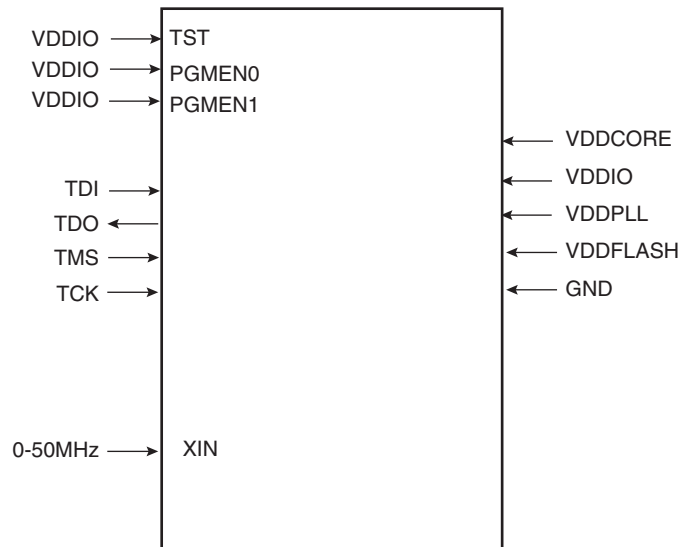 VDDIO TST
VDDIO PGMEN0
VDDIO PGMEN1
VDDCORE
VDDIO
VDDPLL
VDDFLASH
GND
TDI
TDO
TMS
TCK
0-50MHz XIN